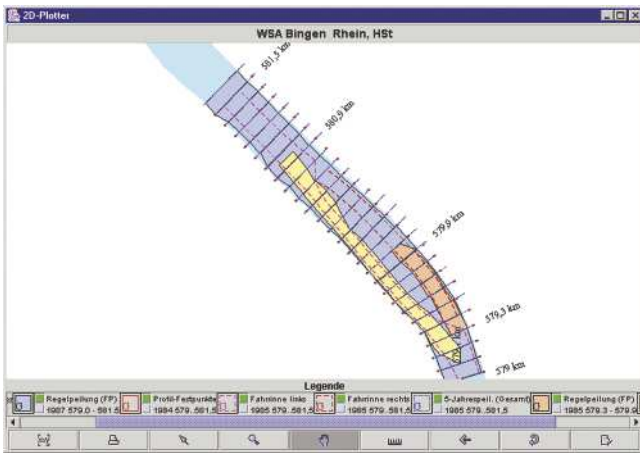 2D-Plotter
WSA Bingen Rhein, HSt
581,5 km
580,9 km
579,9 km
579,3 km
579 km
Legende
Regelpeilung (FP)
1987 579.0 - 581.5
Profil-Festpunkte
1984 579..581,5
Fahrinne links
1985 579..581,5
Fahrinne rechts
1985 579..581,5
5-Jahrespeil. (Gesamt)
1985 579..581,5
Regelpeilung (FP)
1985 579.3 - 579.9